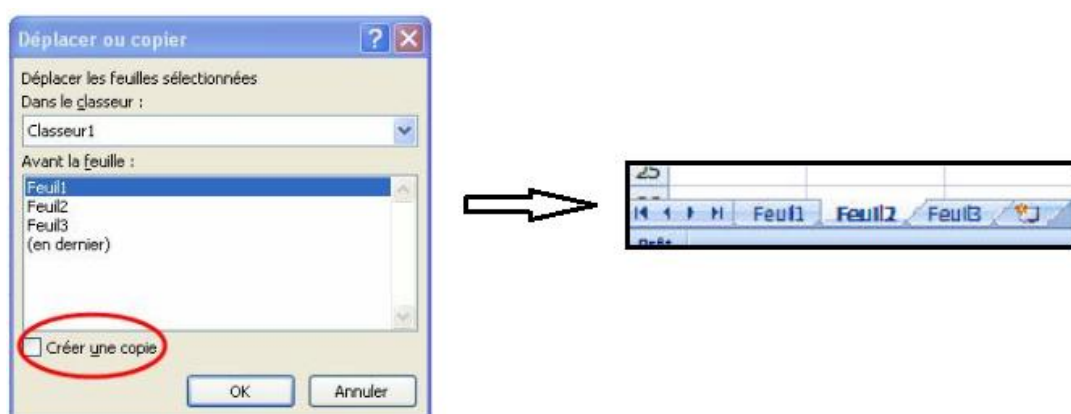 Déplacer ou copier
Déplacer les feuilles sélectionnées
Dans le classeur :
Classeur1
Avant la feuille :
Feuil1
Feuil2
Feuil3
(en dernier)
Créer une copie
OK Annuler
25
Feuil1 Feuil2 Feuil3
Prêt